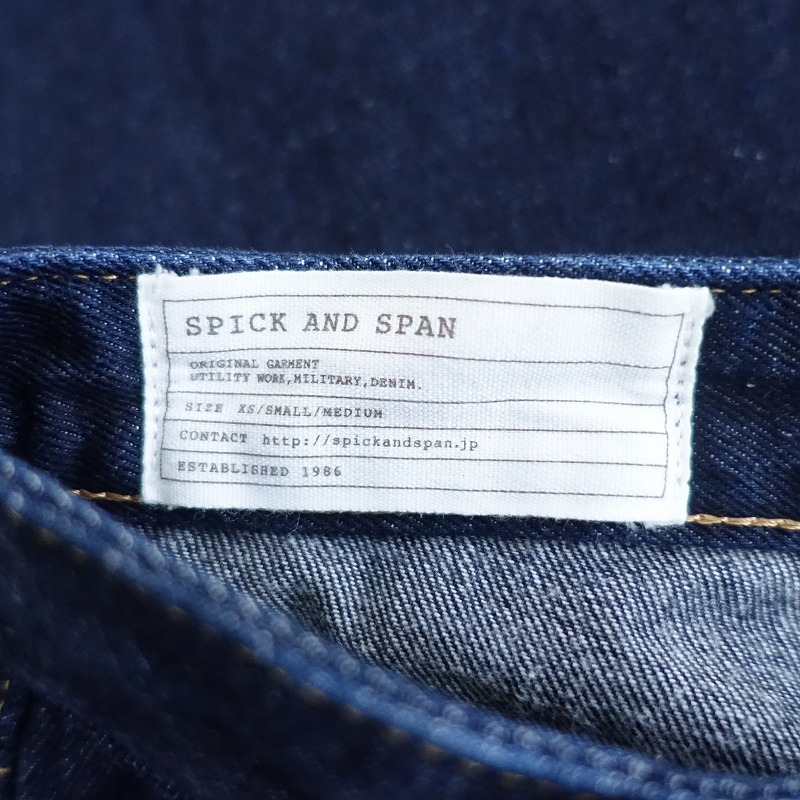 SPICK AND SPAN
ORIGINAL GARMENT
UTILITY WORK,MILITARY,DENIM.
SIZE XS/SMALL/MEDIUM
CONTACT http://spickandspan.jp
ESTABLISHED 1986